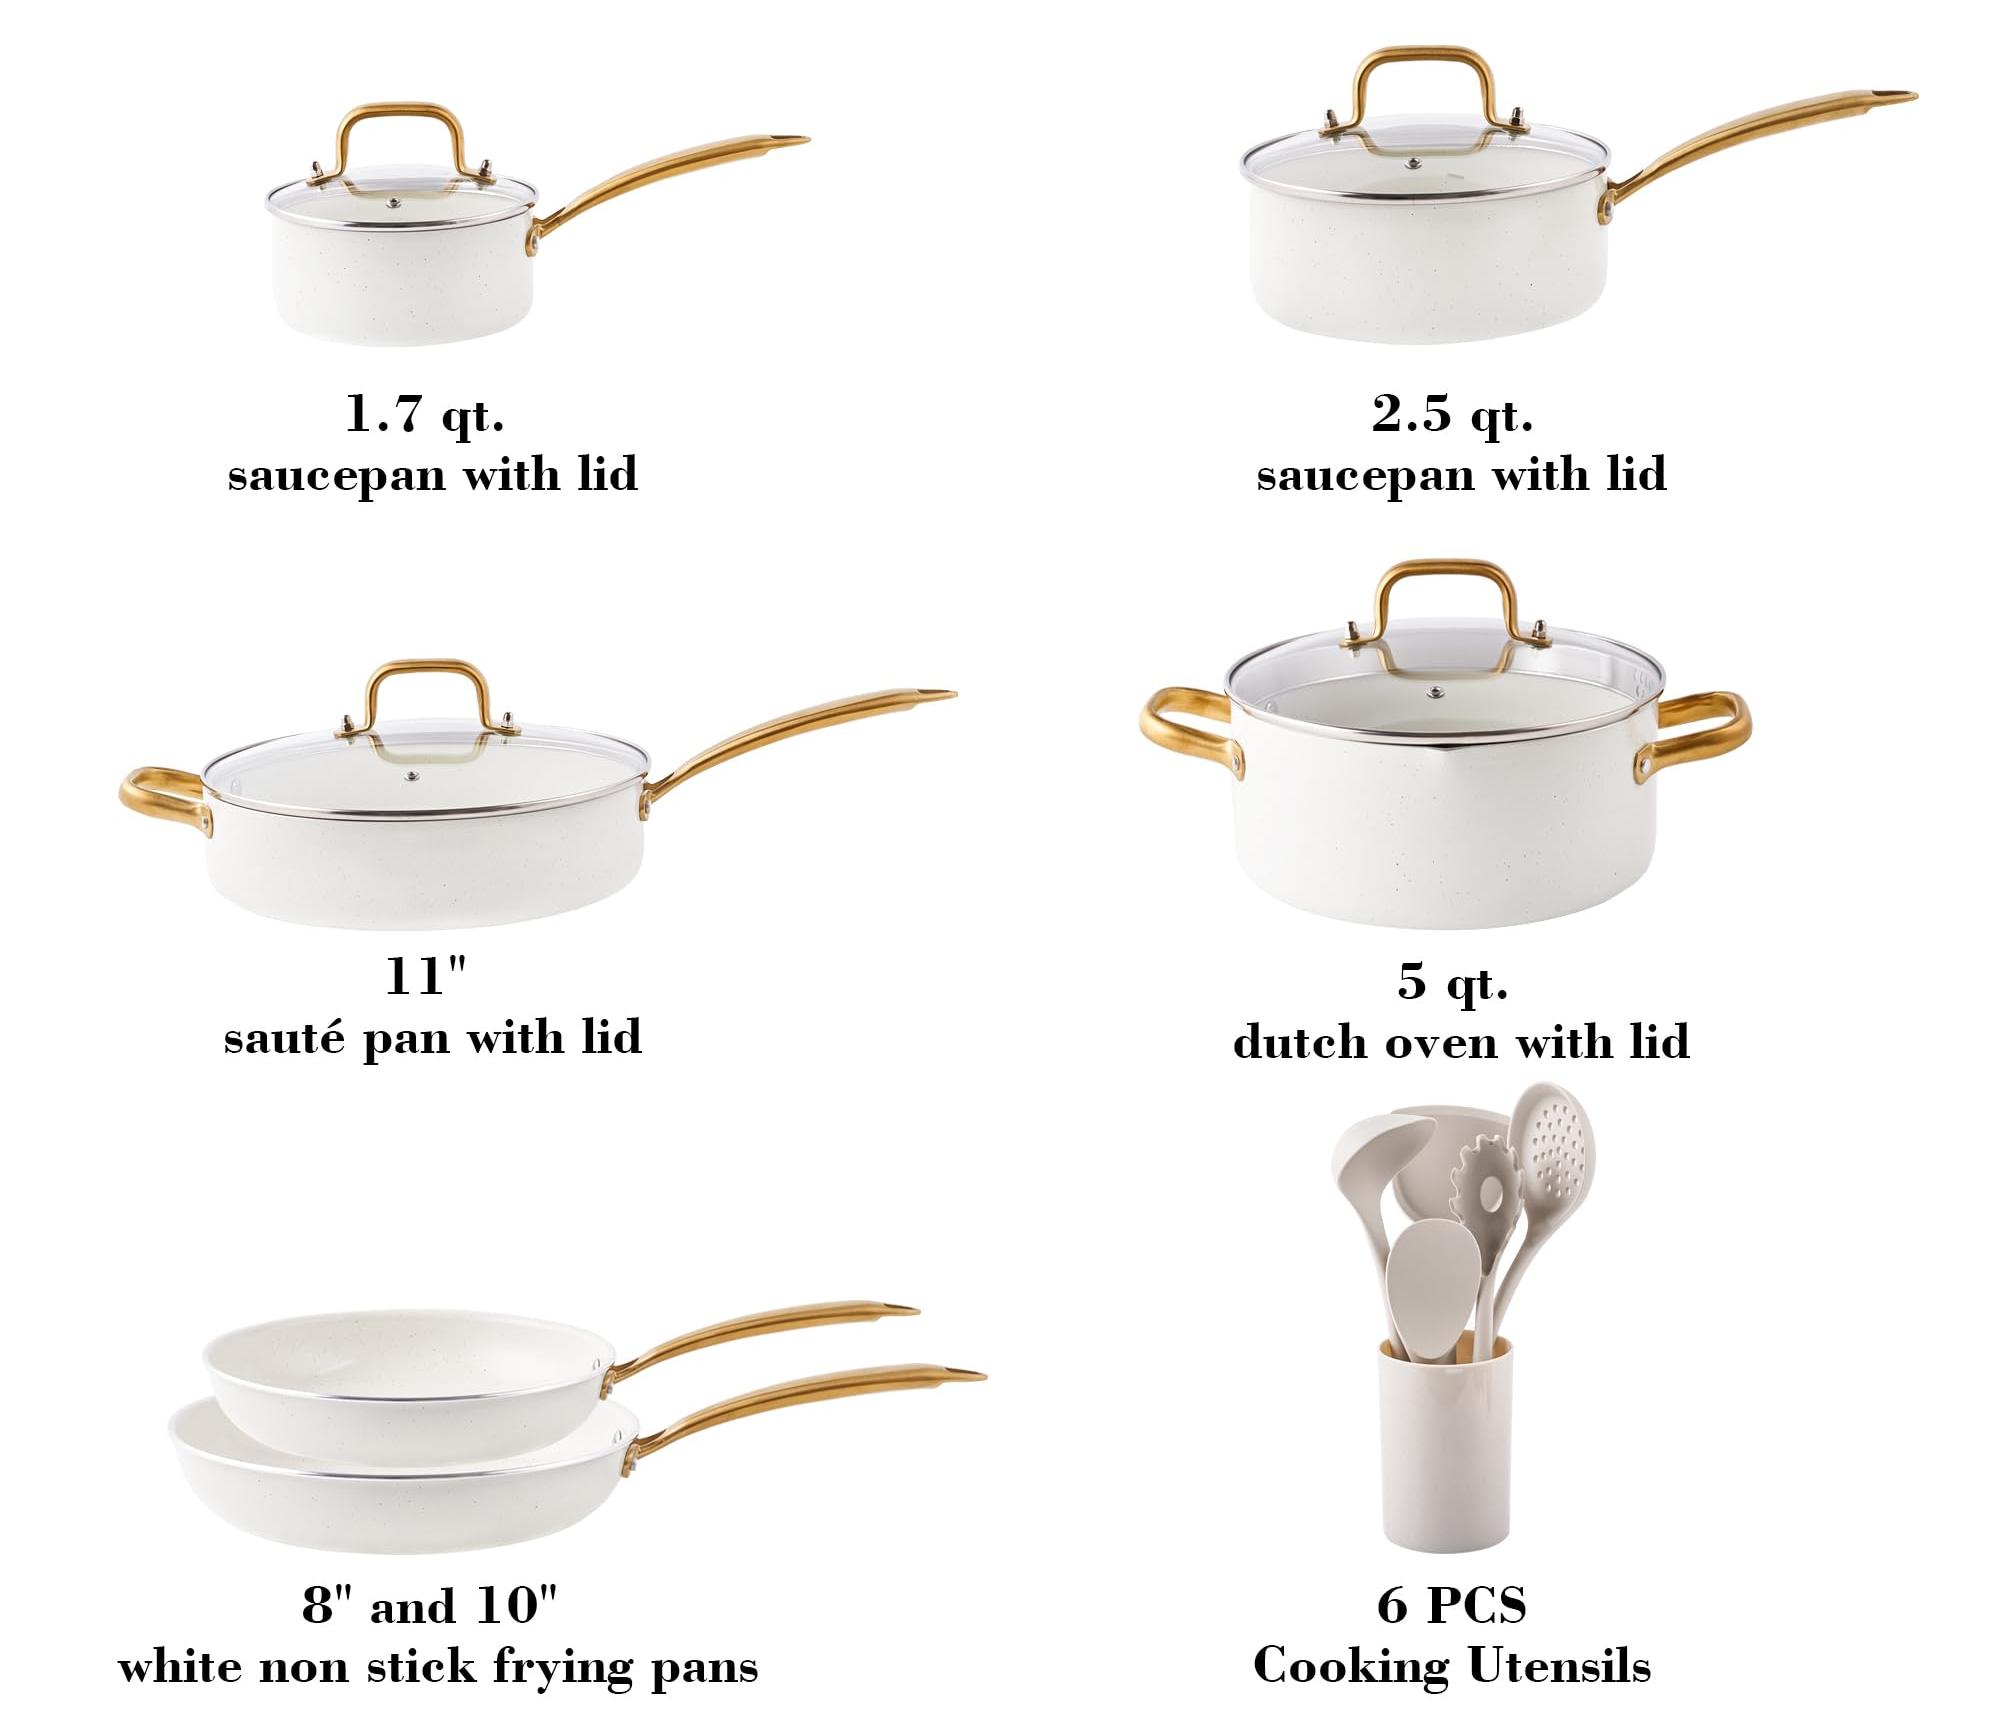 1.7 qt.
saucepan with lid
2.5 qt.
saucepan with lid
11"
sauté pan with lid
5 qt.
dutch oven with lid
8" and 10"
white non stick frying pans
6 PCS
Cooking Utensils